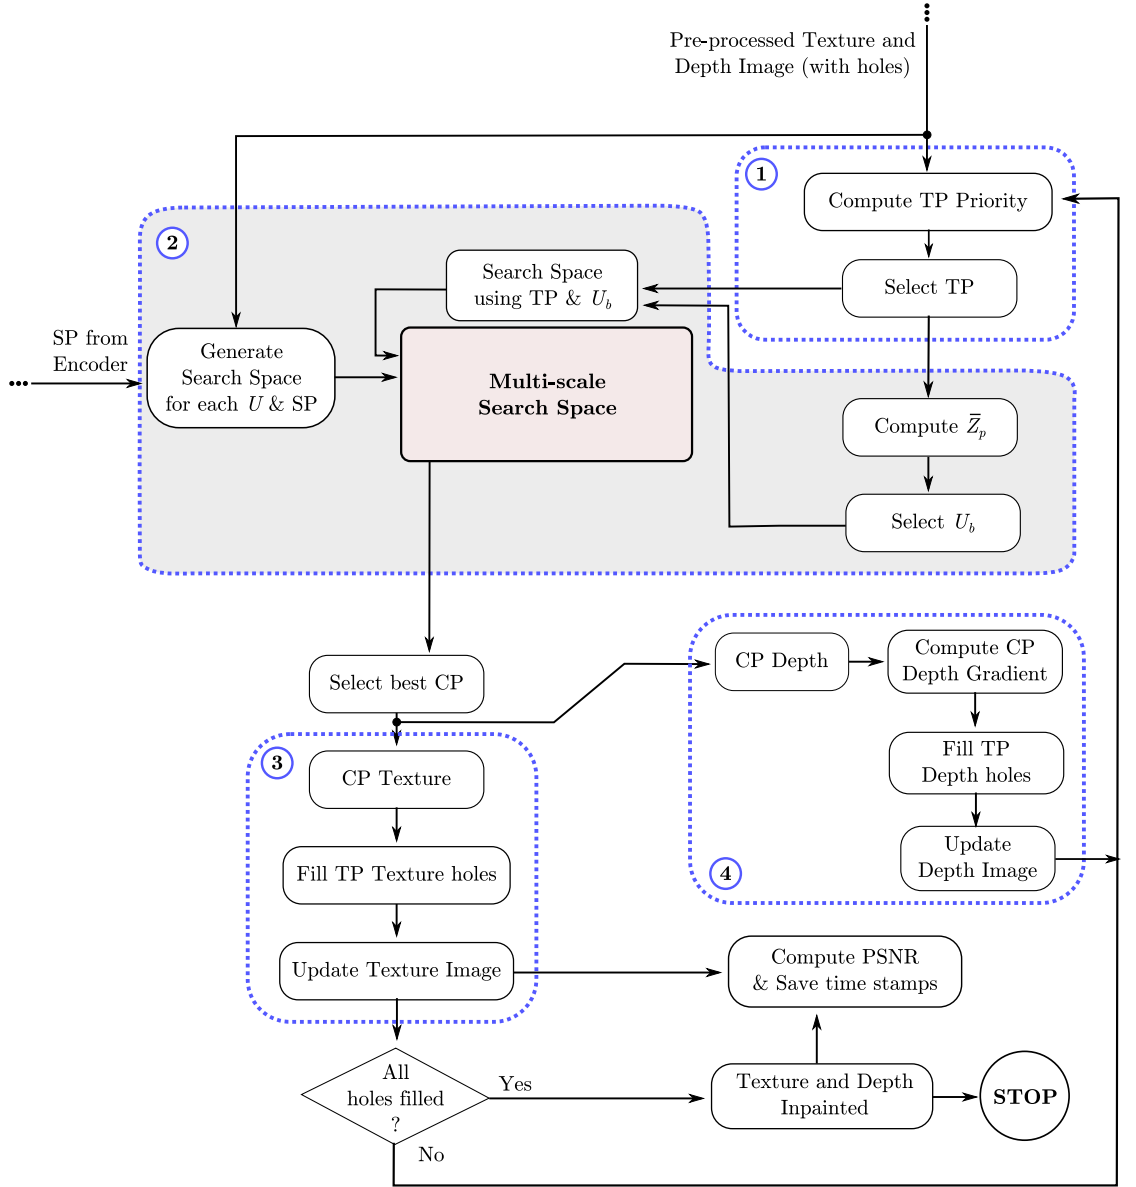 Pre-processed Texture and
Depth Image (with holes)
1
Compute TP Priority
Select TP
2
Search Space
using TP & U_b
SP from
Encoder
Generate
Search Space
for each U & SP
Multi-scale
Search Space
Compute Z̅_p
Select U_b
Select best CP
CP Depth
Compute CP
Depth Gradient
Fill TP
Depth holes
Update
Depth Image
4
3
CP Texture
Fill TP Texture holes
Update Texture Image
Compute PSNR
& Save time stamps
All
holes filled
?
Yes
No
Texture and Depth
Inpainted
STOP